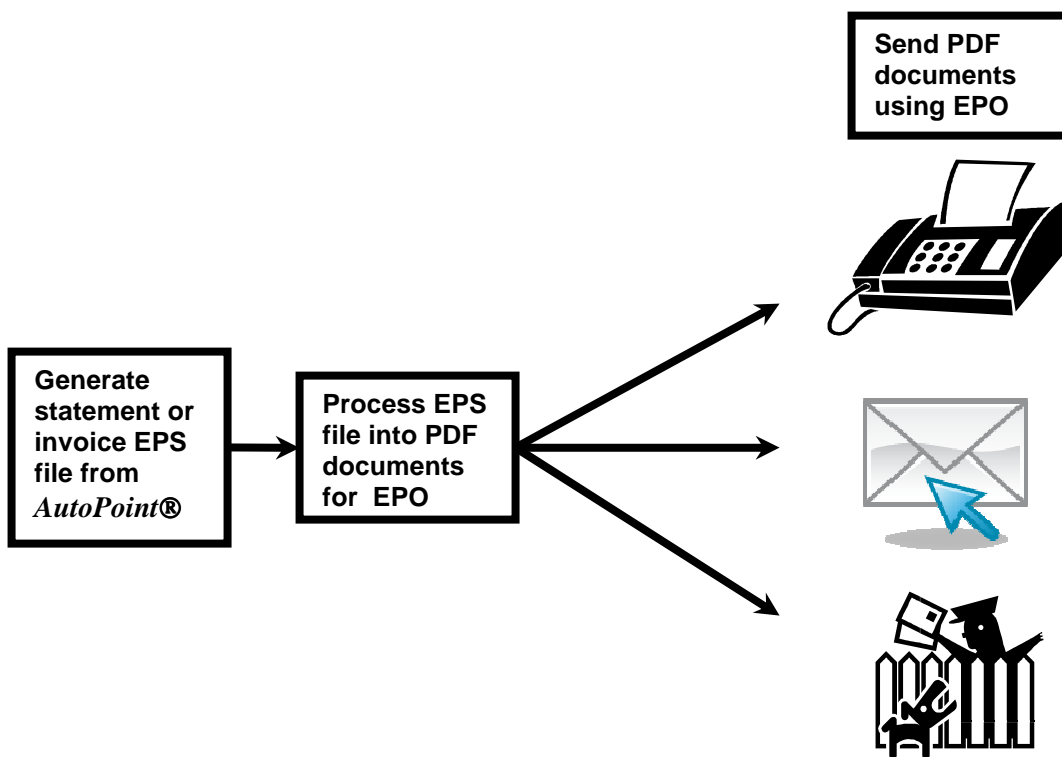 Send PDF
documents
using EPO
Generate
statement or
invoice EPS
file from
AutoPoint®
Process EPS
file into PDF
documents
for EPO